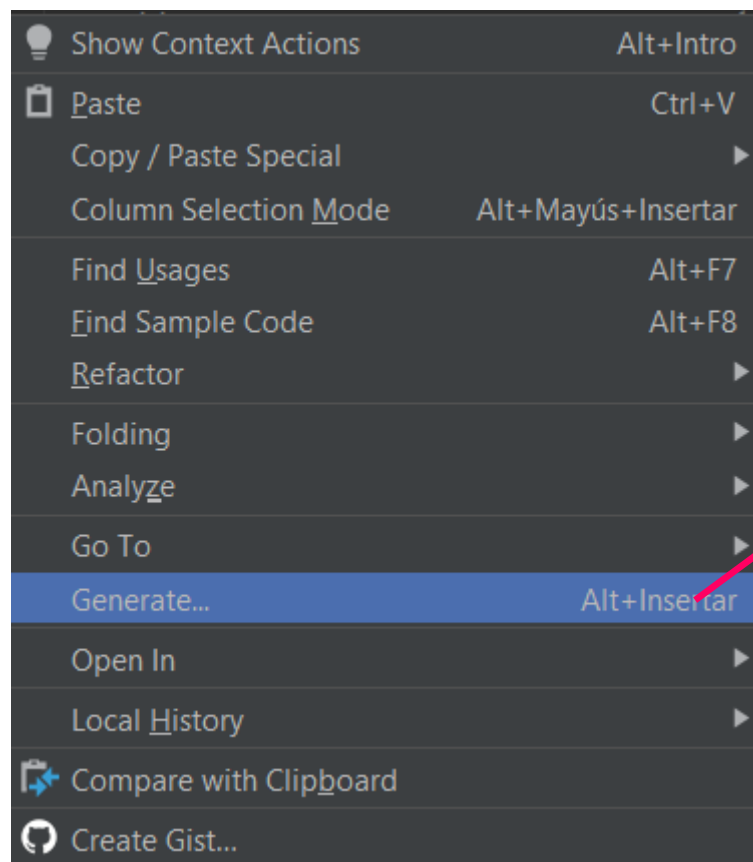 Show Context Actions Alt+Intro
Paste Ctrl+V
Copy / Paste Special
Column Selection Mode Alt+Mayús+Insertar
Find Usages Alt+F7
Find Sample Code Alt+F8
Refactor
Folding
Analyze
Go To
Generate... Alt+Insertar
Open In
Local History
Compare with Clipboard
Create Gist...